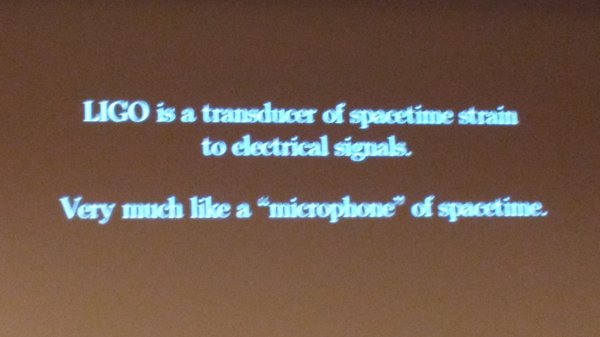 LIGO is a transducer of spacetime strain
to electrical signals.
Very much like a “microphone” of spacetime.